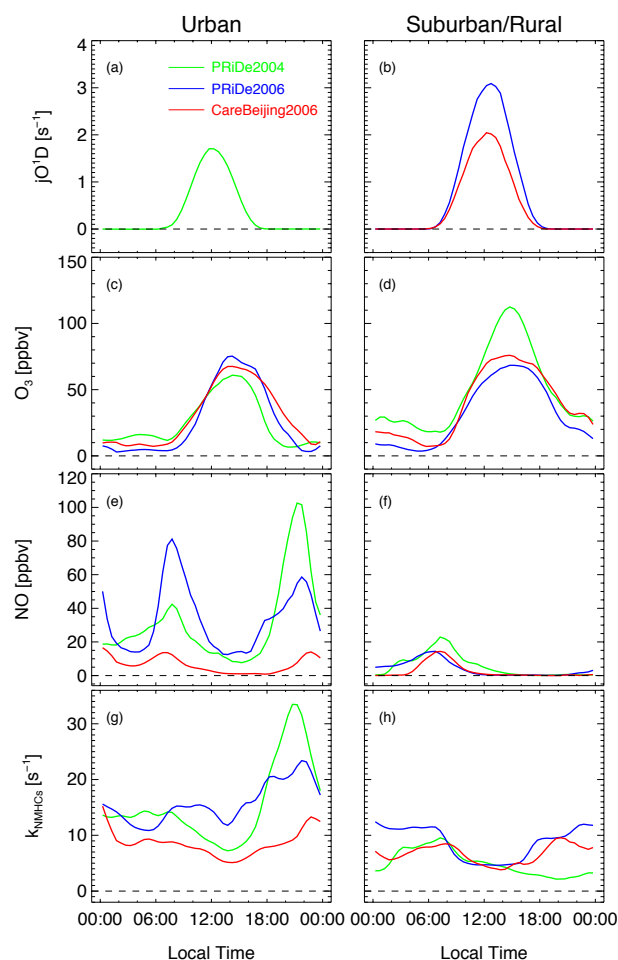 Urban
Suburban/Rural
jO¹D [s⁻¹]
4
3
2
1
0
(a)
PRiDe2004
PRiDe2006
CareBeijing2006
(b)
O₃ [ppbv]
150
100
50
0
(c)
(d)
NO [ppbv]
120
100
80
60
40
20
0
(e)
(f)
k_NMHCs [s⁻¹]
30
20
10
0
(g)
(h)
00:00 06:00 12:00 18:00 00:00
00:00 06:00 12:00 18:00 00:00
Local Time
Local Time